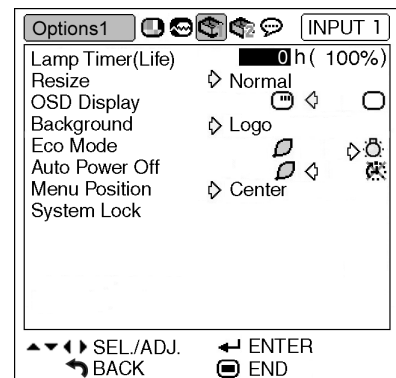 Options1 INPUT 1
Lamp Timer(Life) 0 h ( 100%)
Resize Normal
OSD Display
Background Logo
Eco Mode
Auto Power Off
Menu Position Center
System Lock
SEL./ADJ. ENTER
BACK END